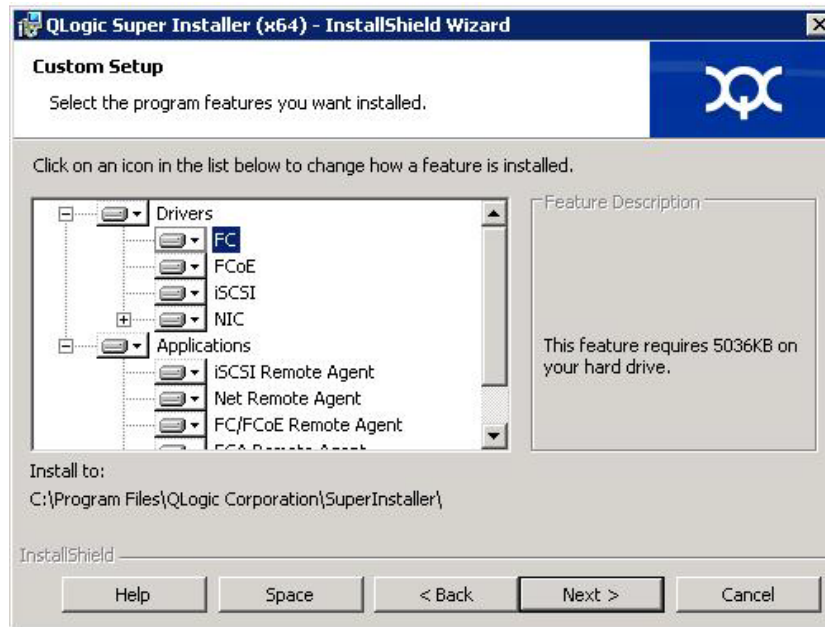 QLogic Super Installer (x64) - InstallShield Wizard
Custom Setup
Select the program features you want installed.
Click on an icon in the list below to change how a feature is installed.
Drivers
FC
FCoE
iSCSI
NIC
Applications
iSCSI Remote Agent
Net Remote Agent
FC/FCoE Remote Agent
Remote Agent
Feature Description
This feature requires 5036KB on
your hard drive.
Install to:
C:\Program Files\QLogic Corporation\SuperInstaller\
InstallShield
Help
Space
< Back
Next >
Cancel